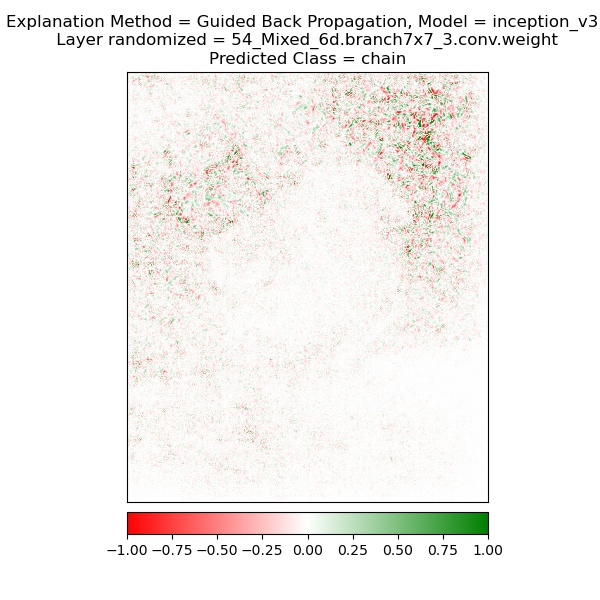 Explanation Method = Guided Back Propagation, Model = inception_v3
Layer randomized = 54_Mixed_6d.branch7x7_3.conv.weight
Predicted Class = chain
−1.00 −0.75 −0.50 −0.25 0.00 0.25 0.50 0.75 1.00